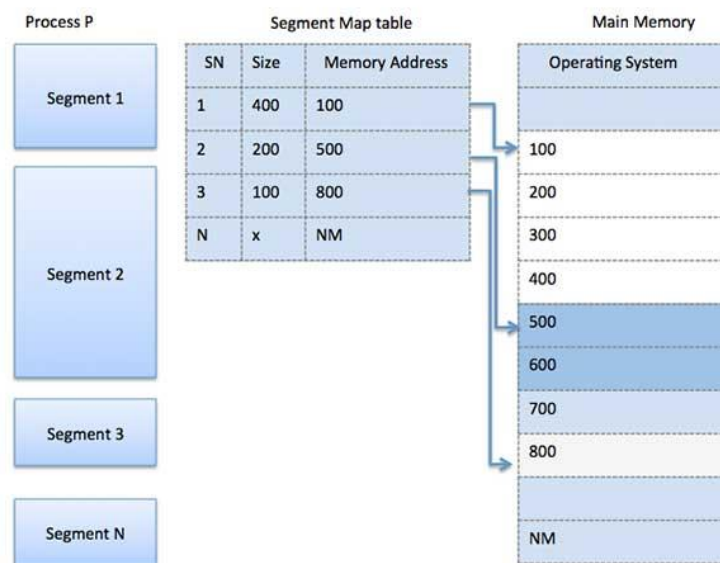 Process P
Segment 1
Segment 2
Segment 3
Segment N
Segment Map table
SN Size Memory Address
1 400 100
2 200 500
3 100 800
N x NM
Main Memory
Operating System
100
200
300
400
500
600
700
800
NM